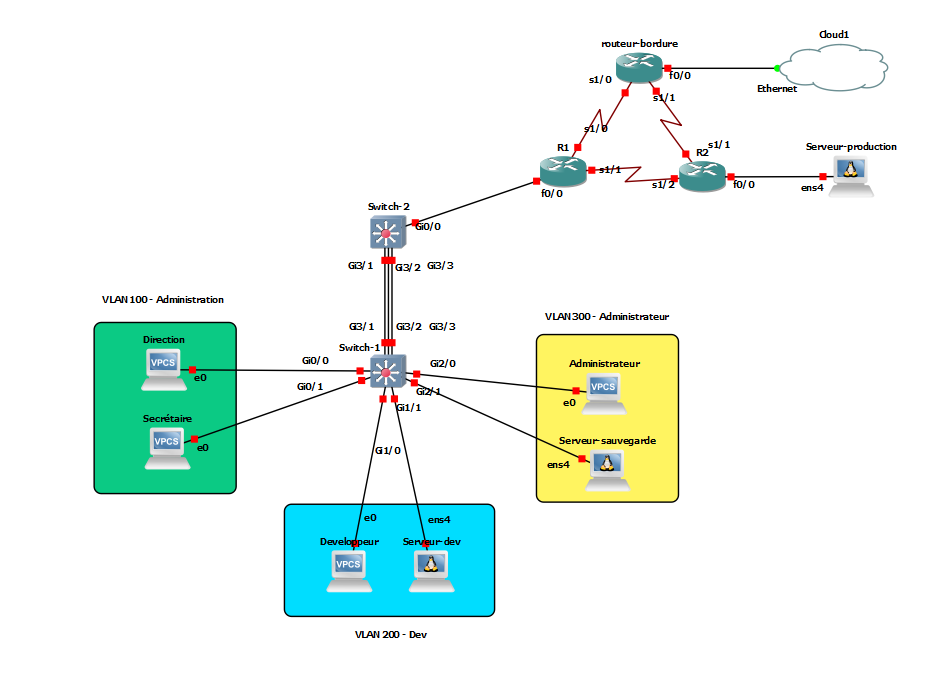 Cloud1
routeur-bordure
f0/0
Ethernet
s1/0
s1/1
s1/0
R1
s1/1
R2
s1/1
Serveur-production
s1/2
f0/0
ens4
f0/0
Switch-2
Gi0/0
Gi3/1
Gi3/2
Gi3/3
VLAN 100 - Administration
VLAN 300 - Administrateur
Gi3/1
Gi3/2
Gi3/3
Direction
VPCS
e0
Switch-1
Gi0/0
Gi0/1
Gi2/0
Gi2/1
Gi1/1
Gi1/0
Administrateur
VPCS
e0
Secrétaire
VPCS
e0
Serveur-sauvegarde
ens4
e0
ens4
Developpeur
VPCS
Serveur-dev
VLAN 200 - Dev